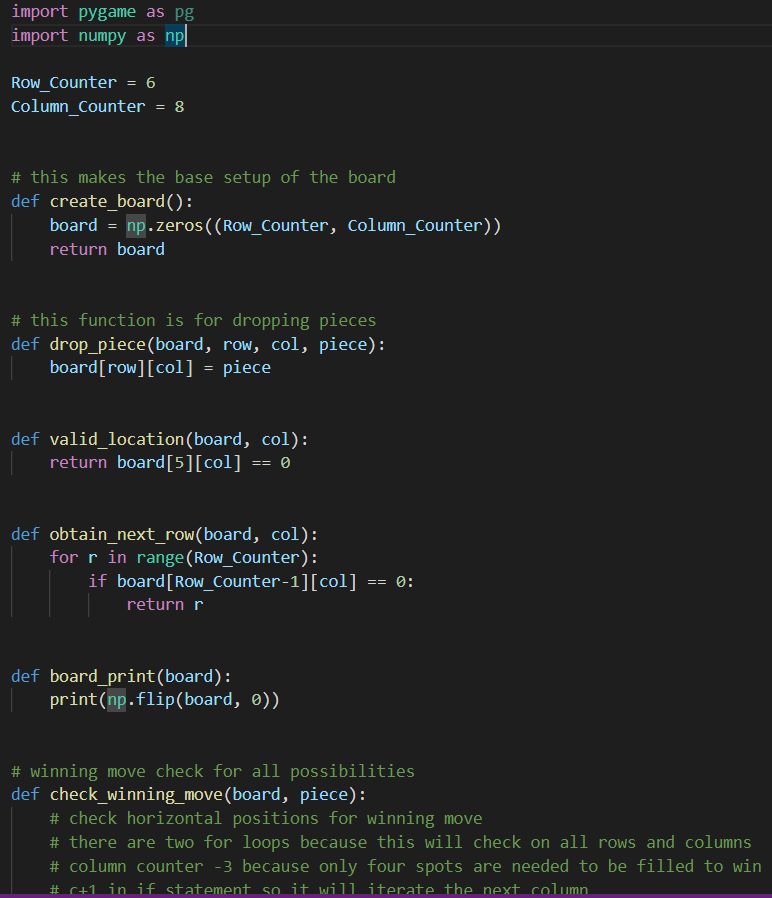 import pygame as pg
import numpy as np
Row_Counter = 6
Column_Counter = 8
# this makes the base setup of the board
def create_board():
    board = np.zeros((Row_Counter, Column_Counter))
    return board
# this function is for dropping pieces
def drop_piece(board, row, col, piece):
    board[row][col] = piece
def valid_location(board, col):
    return board[5][col] == 0
def obtain_next_row(board, col):
    for r in range(Row_Counter):
        if board[Row_Counter-1][col] == 0:
            return r
def board_print(board):
    print(np.flip(board, 0))
# winning move check for all possibilities
def check_winning_move(board, piece):
    # check horizontal positions for winning move
    # there are two for loops because this will check on all rows and columns
    # column counter -3 because only four spots are needed to be filled to win
    # c+1 in if statement so it will iterate the next column